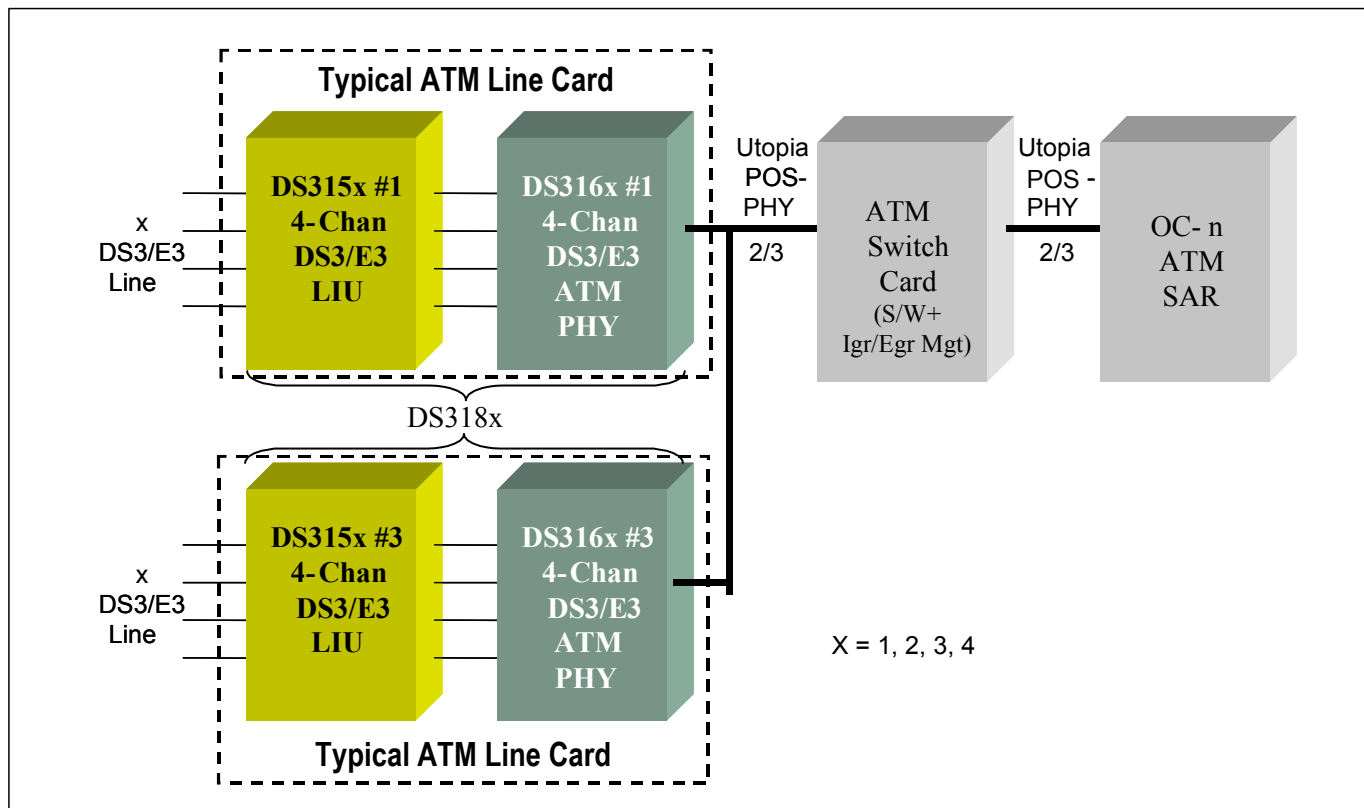 Typical ATM Line Card
DS315x #1
4-Chan
DS3/E3
LIU
DS316x #1
4-Chan
DS3/E3
ATM
PHY
x
DS3/E3
Line
Utopia
POS-
PHY
2/3
ATM
Switch
Card
(S/W+
Igr/Egr Mgt)
Utopia
POS -
PHY
2/3
OC- n
ATM
SAR
DS318x
DS315x #3
4-Chan
DS3/E3
LIU
DS316x #3
4-Chan
DS3/E3
ATM
PHY
x
DS3/E3
Line
X = 1, 2, 3, 4
Typical ATM Line Card